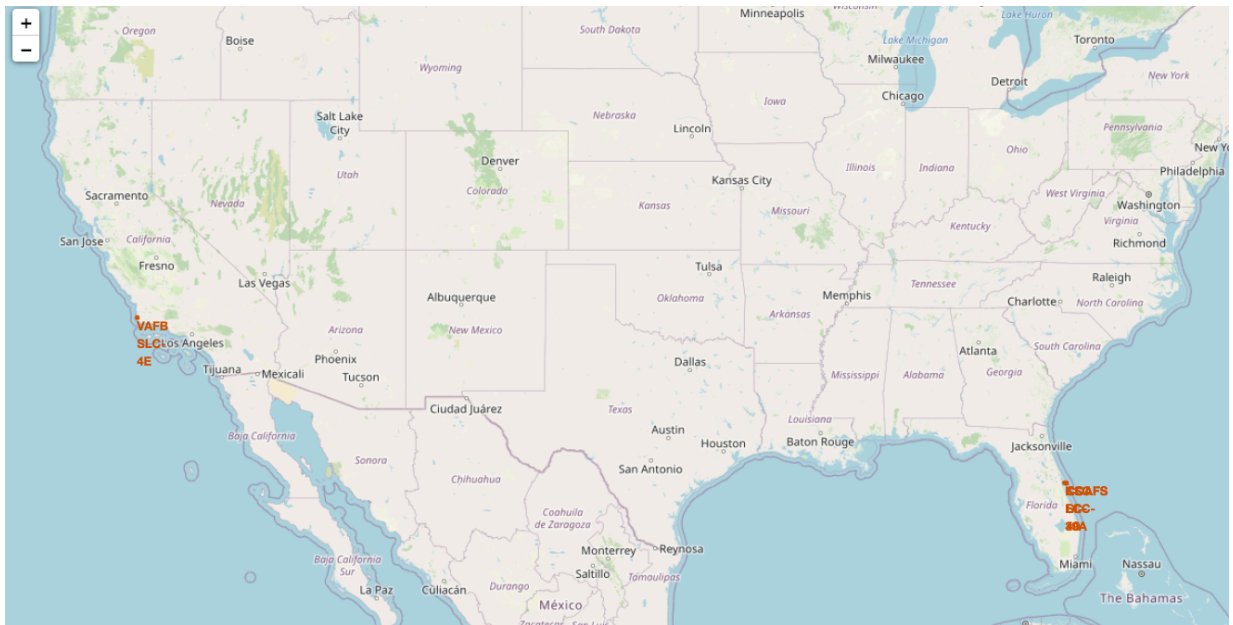 +
−
Oregon
Boise
South Dakota
Minneapolis
Wisconsin
Lake Huron
Toronto
Lake Michigan
Milwaukee
Wyoming
Detroit
New York
Chicago
Iowa
Salt Lake
City
Nebraska
Lincoln
Pennsylvania
New Yo
Ohio
Denver
Utah
Illinois
Indiana
Philadelphia
Kansas City
Colorado
Sacramento
West Virginia
Nevada
Kansas
Missouri
Washington
Virginia
San Jose
California
Kentucky
Richmond
Fresno
Tulsa
Raleigh
Las Vegas
Tennessee
Albuquerque
Oklahoma
Memphis
Charlotte
North Carolina
VAFB
SLC-
4E
Arizona
New Mexico
Arkansas
Los Angeles
South Carolina
Atlanta
Phoenix
Dallas
Tijuana
Mexicali
Tucson
Mississippi
Alabama
Georgia
Ciudad Juárez
Texas
Louisiana
Baja California
Austin
Houston
Baton Rouge
Jacksonville
Sonora
San Antonio
Chihuahua
Florida
Coahuila
de Zaragoza
Monterrey
Reynosa
Baja California
Sur
Saltillo
Miami
Nassau
Tamaulipas
La Paz
Culiacán
Durango
The Bahamas
México
Zacatecas
San Luis